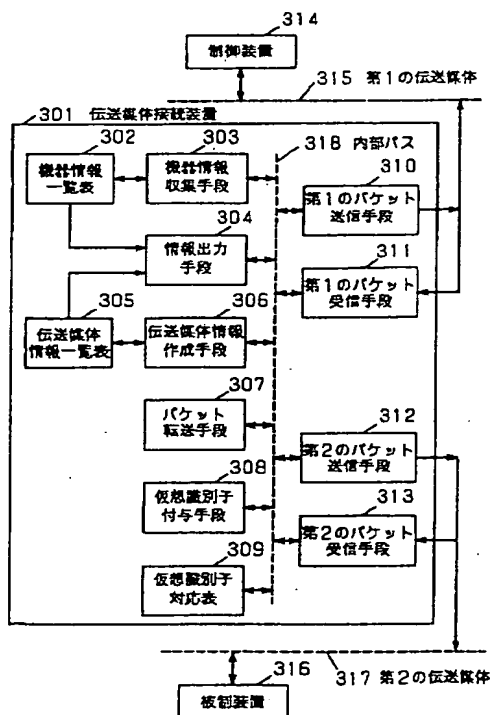 314
制御装置
315 第1の伝送媒体
301 伝送媒体接続装置
302
機器情報
一覧表
303
機器情報
収集手段
318 内部バス
310
第1のパケット
送信手段
304
情報出力
手段
311
第1のパケット
受信手段
305
伝送媒体
情報一覧表
306
伝送媒体情報
作成手段
307
パケット
転送手段
312
第2のパケット
送信手段
308
仮想識別子
付与手段
313
第2のパケット
受信手段
309
仮想識別子
対応表
316
被制装置
317 第2の伝送媒体